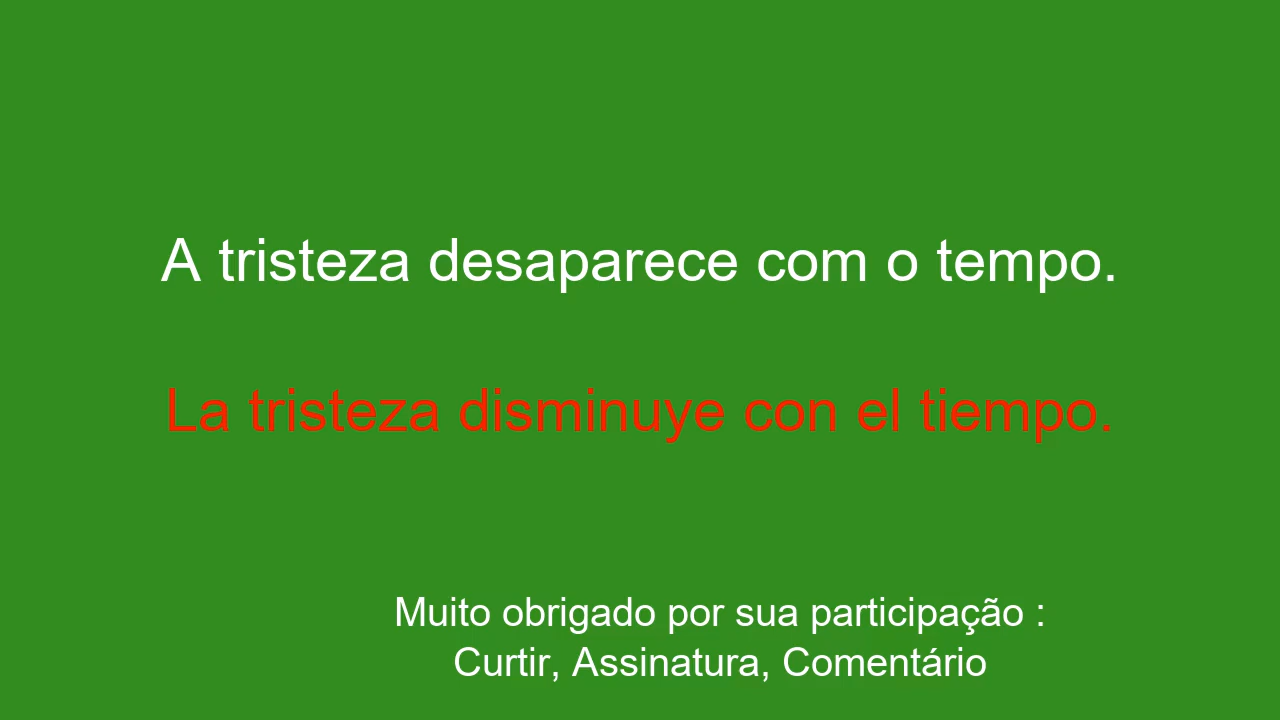 A tristeza desaparece com o tempo.
La tristeza disminuye con el tiempo.
Muito obrigado por sua participação :
Curtir, Assinatura, Comentário